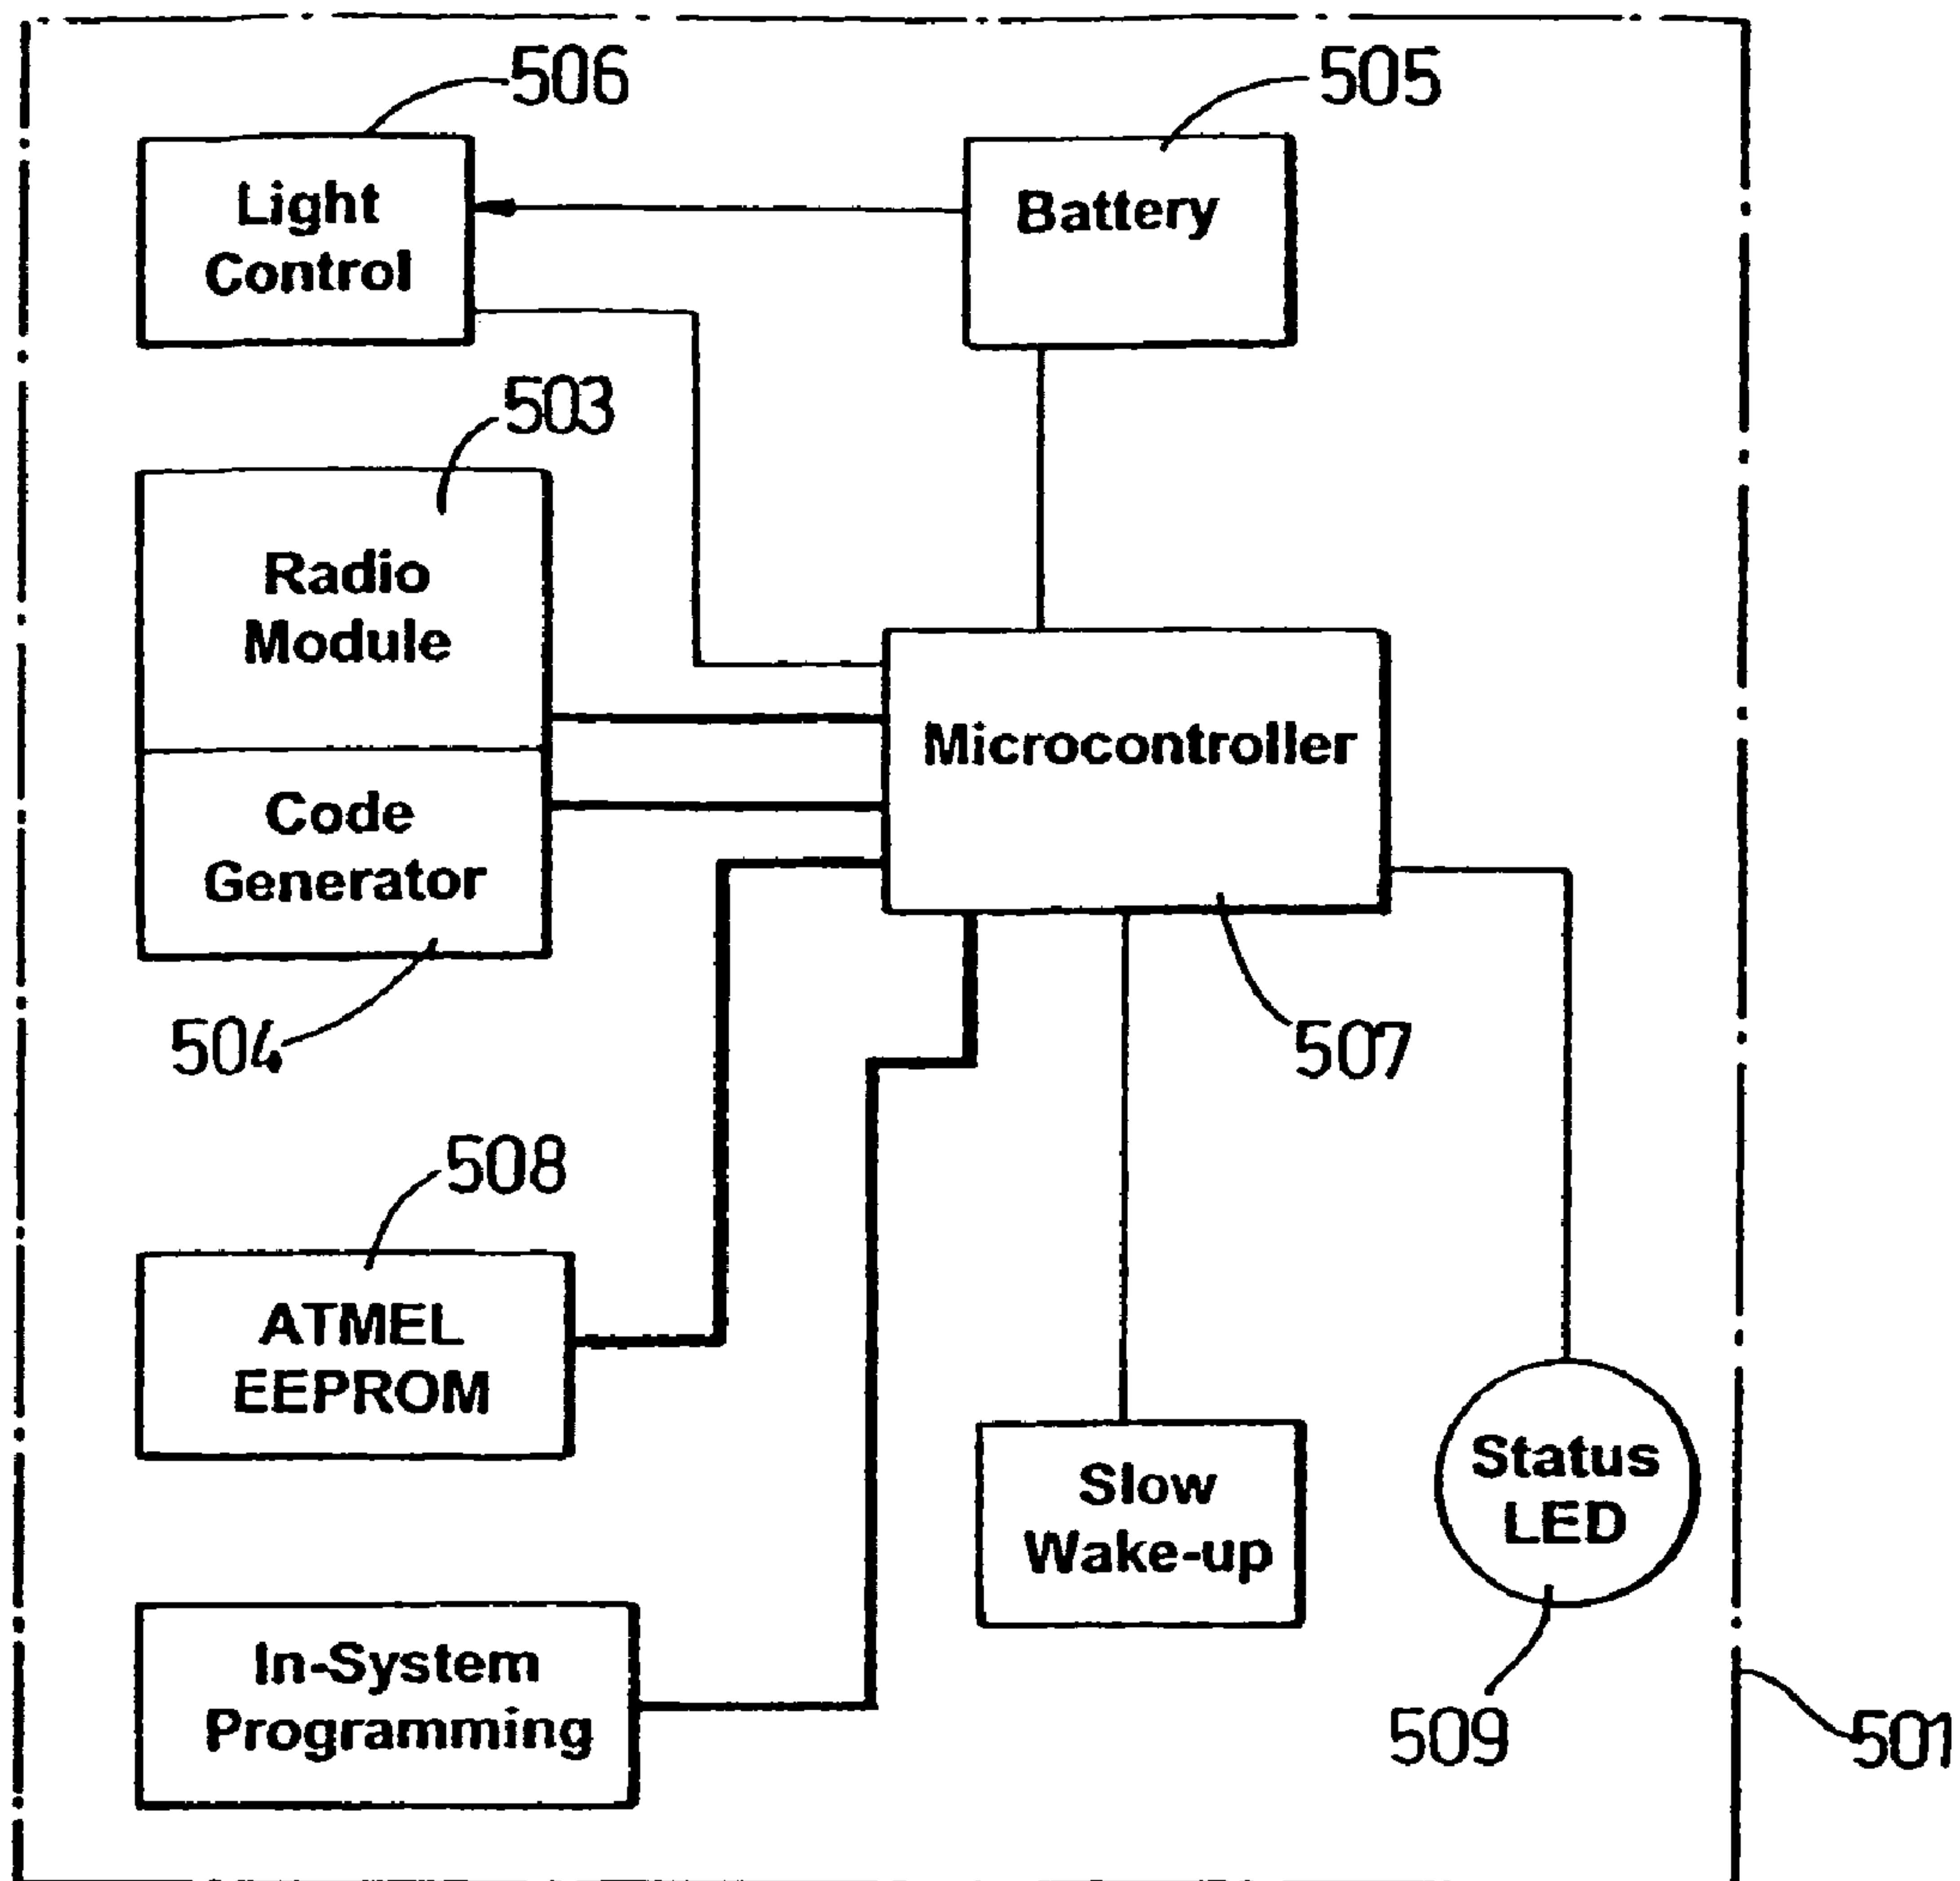 506
505
Light
Control
Battery
503
Radio
Module
Microcontroller
Code
Generator
504
507
508
ATMEL
EEPROM
Slow
Wake-up
Status
LED
In-System
Programming
509
501